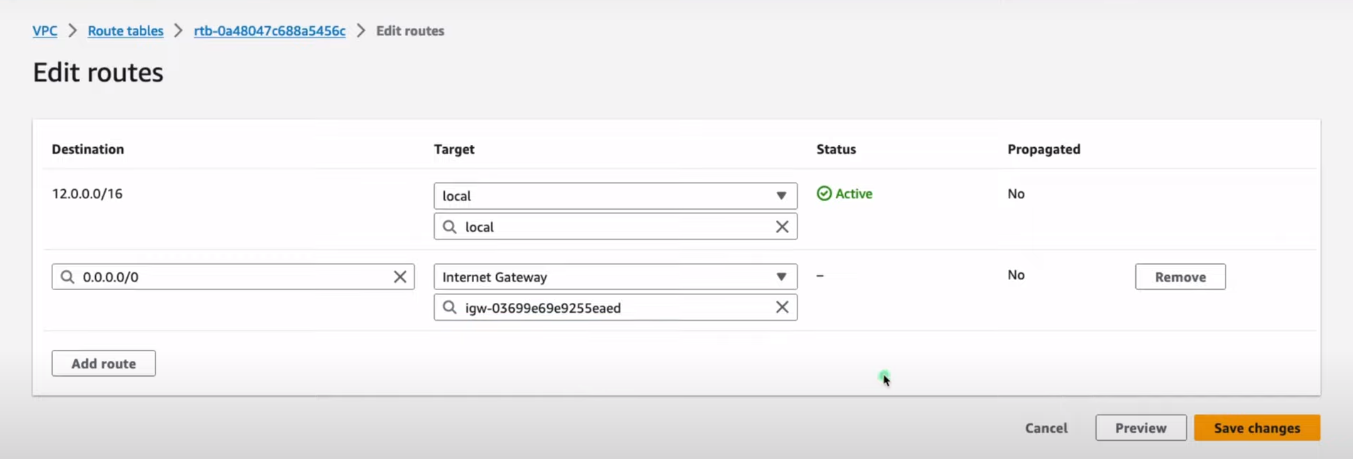 VPC > Route tables > rtb-0a48047c688a5456c > Edit routes
Edit routes
Destination Target Status Propagated
12.0.0.0/16 local Active No
local
0.0.0.0/0 Internet Gateway – No Remove
igw-03699e69e9255eaed
Add route
Cancel Preview Save changes